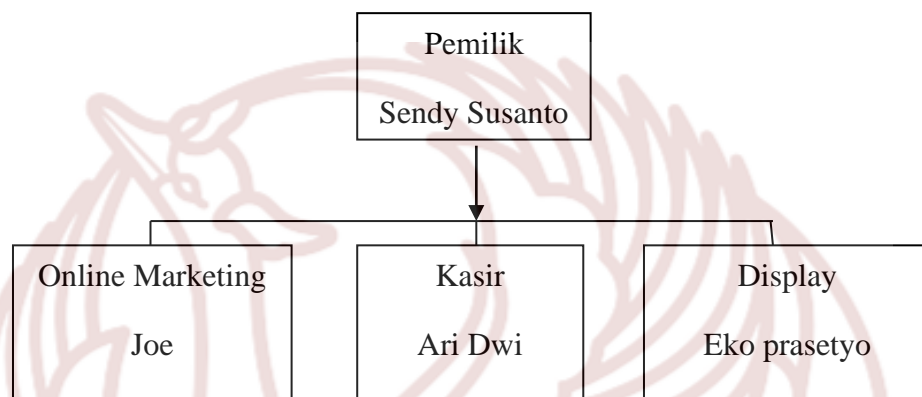 Pemilik
Sendy Susanto
Online Marketing
Joe
Kasir
Ari Dwi
Display
Eko prasetyo